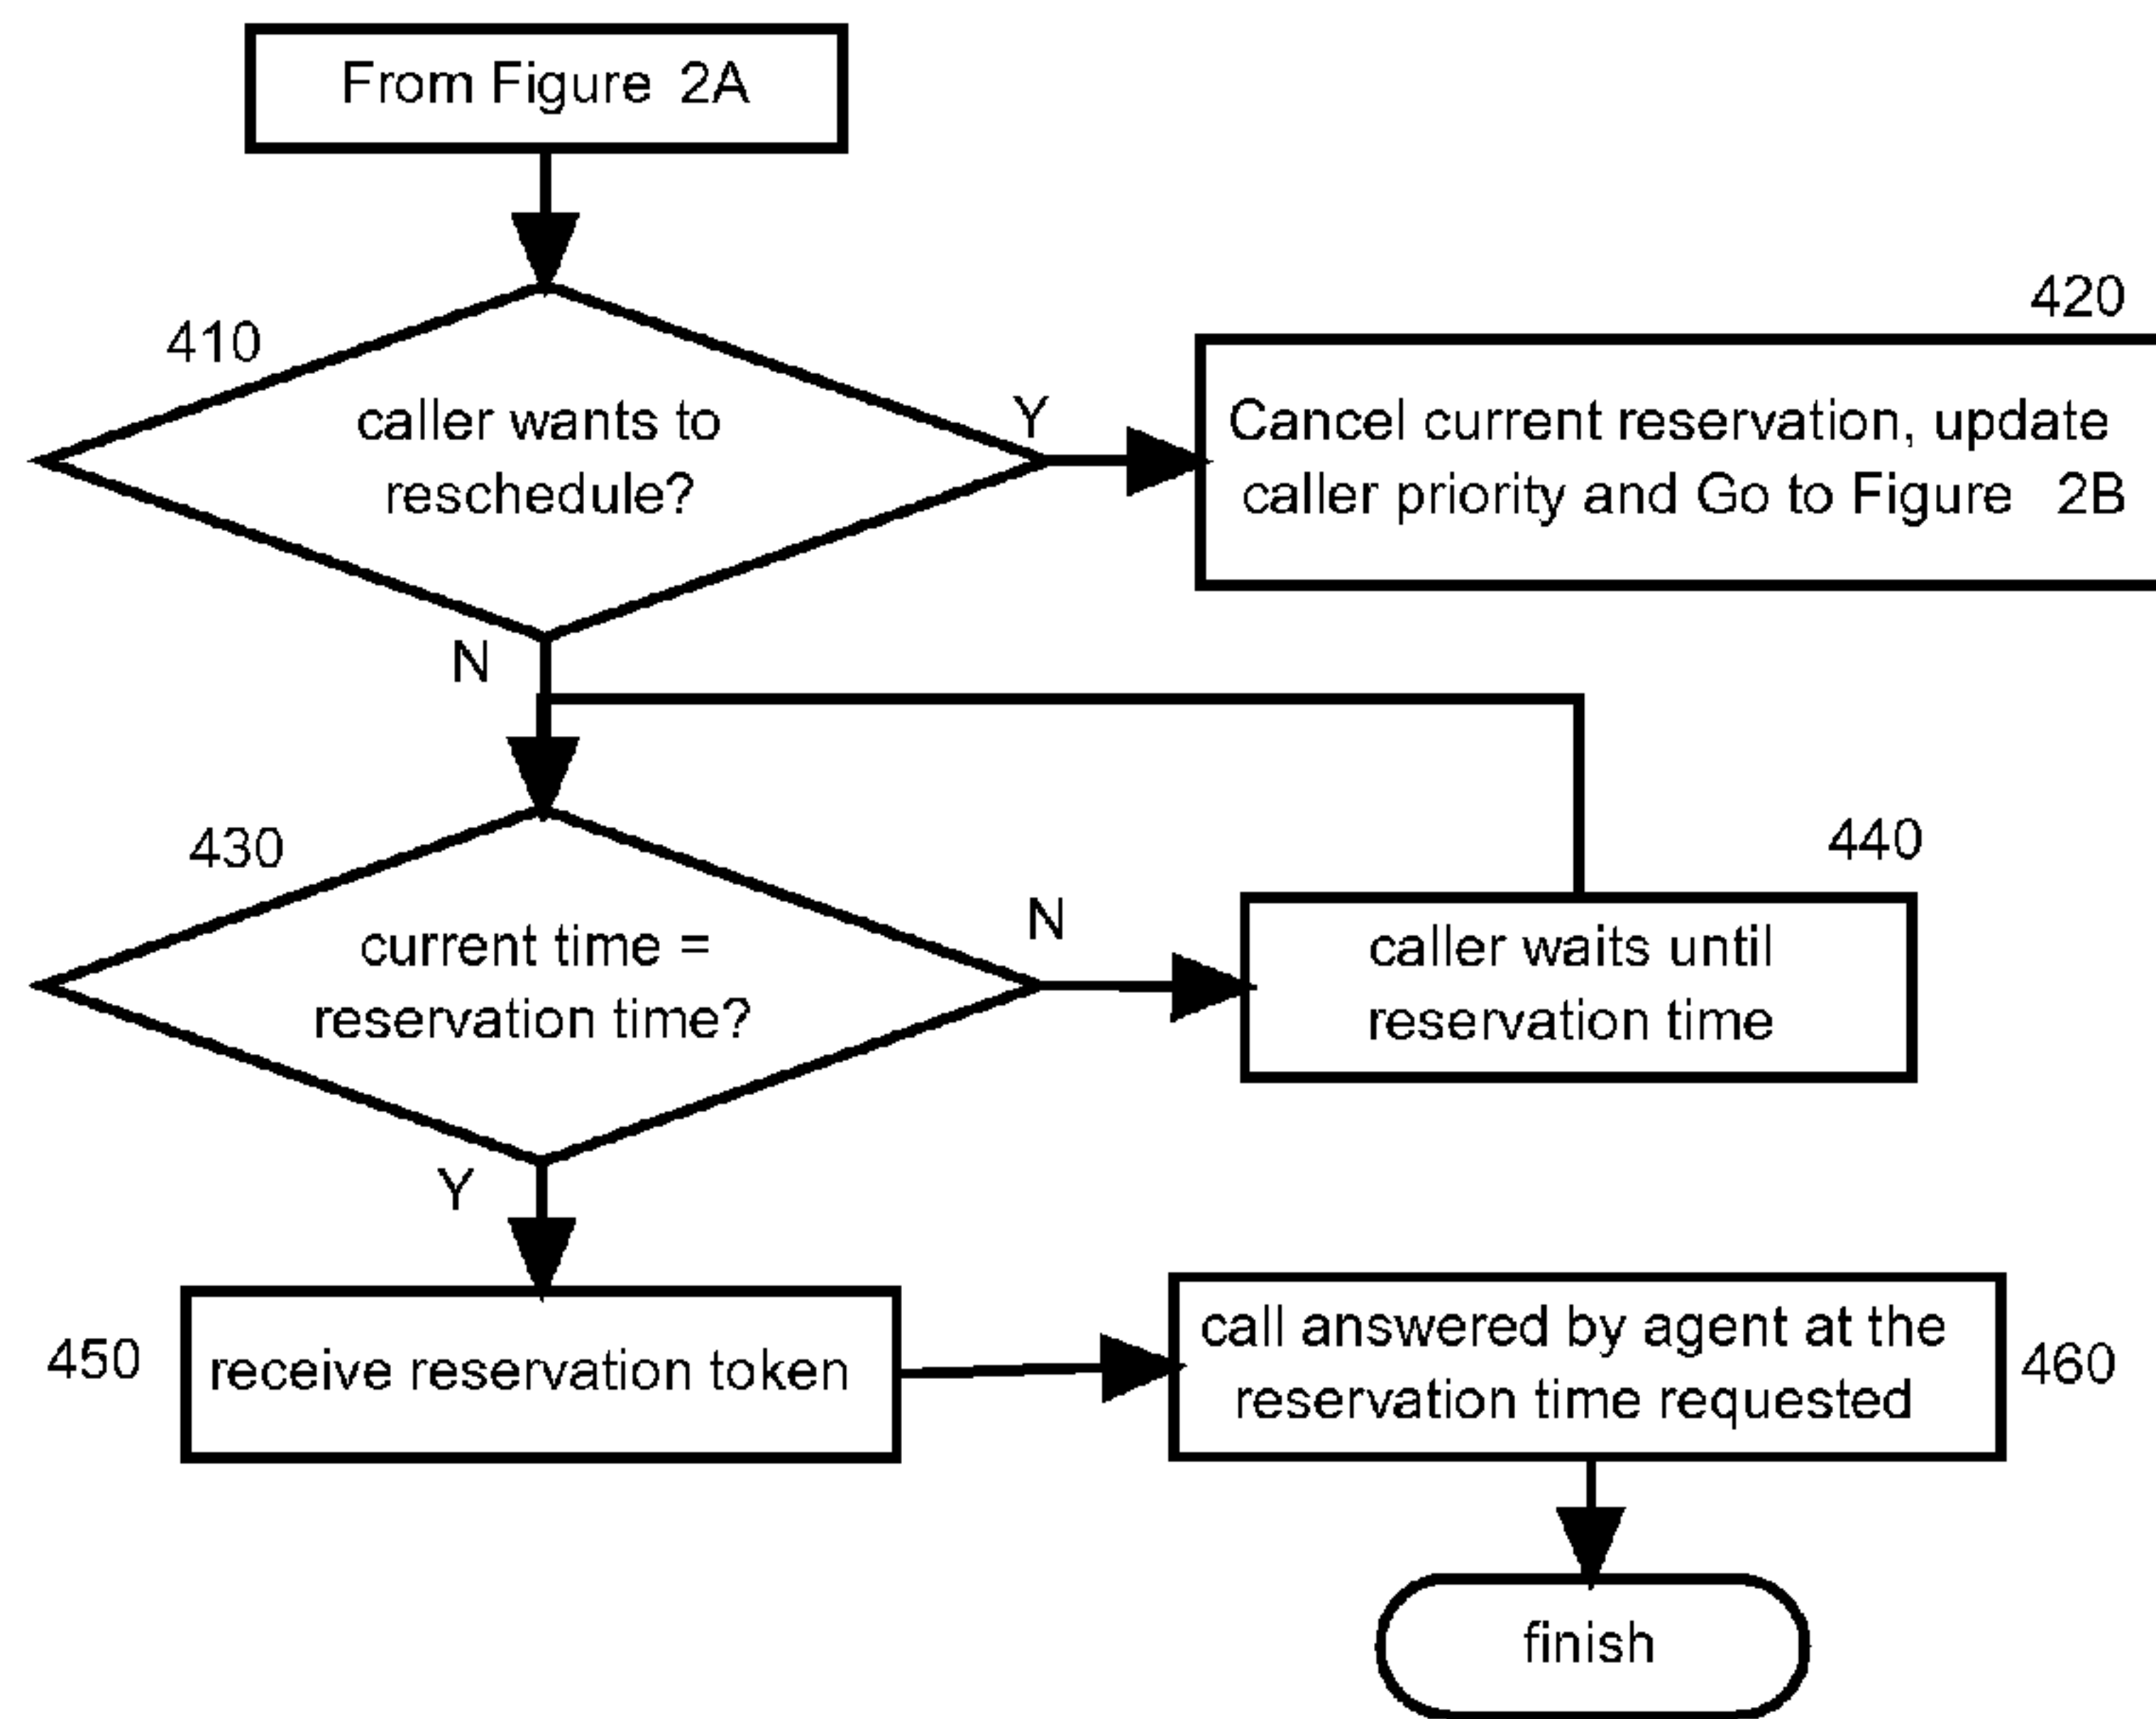 From Figure 2A
410
caller wants to
reschedule?
Y
420
Cancel current reservation, update
caller priority and Go to Figure 2B
N
430
current time =
reservation time?
N
440
caller waits until
reservation time
Y
450
receive reservation token
call answered by agent at the
reservation time requested
460
finish